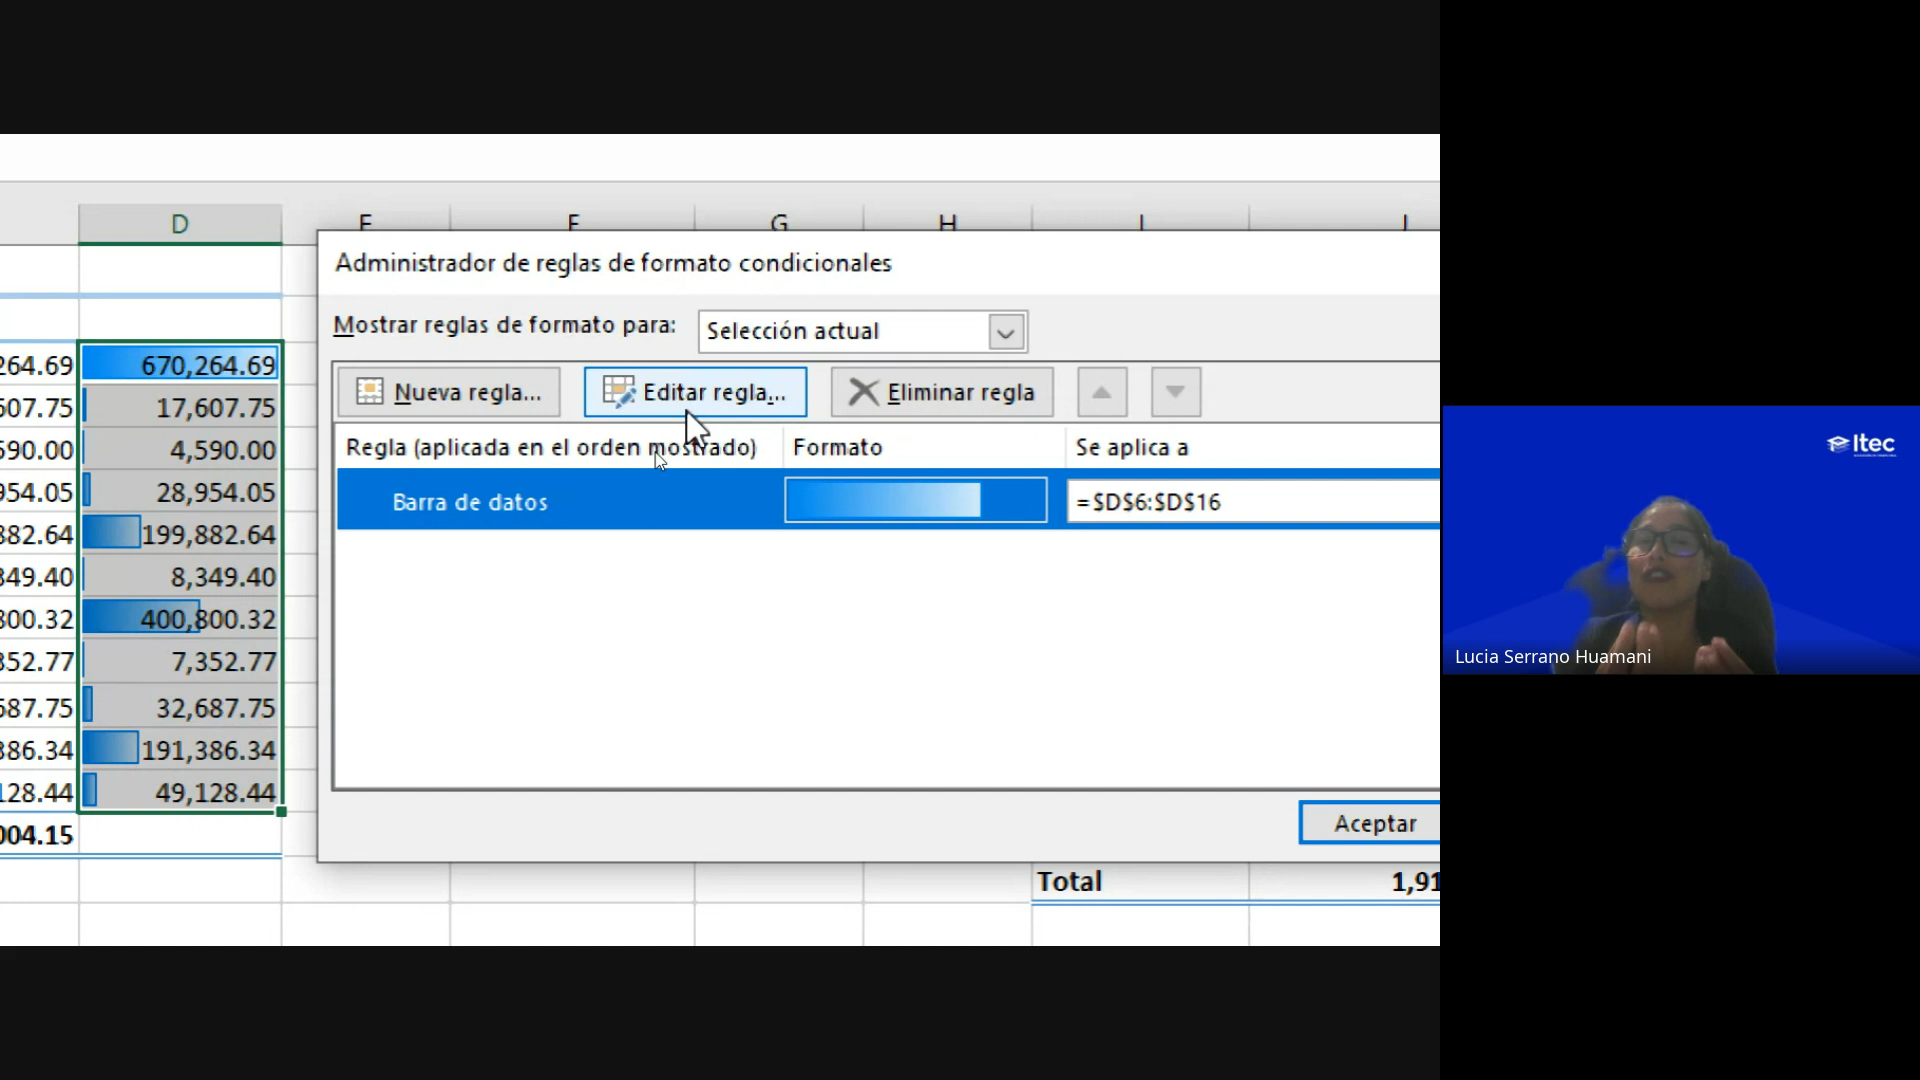 D E F G H I J
Administrador de reglas de formato condicionales
Mostrar reglas de formato para: Selección actual
Nueva regla... Editar regla... Eliminar regla
Regla (aplicada en el orden mostrado) Formato Se aplica a
Barra de datos =$D$6:$D$16
264.69 670,264.69
607.75 17,607.75
590.00 4,590.00
954.05 28,954.05
882.64 199,882.64
349.40 8,349.40
800.32 400,800.32
352.77 7,352.77
687.75 32,687.75
386.34 191,386.34
128.44 49,128.44
004.15
Aceptar
Total 1,91
Itec
Lucia Serrano Huamani